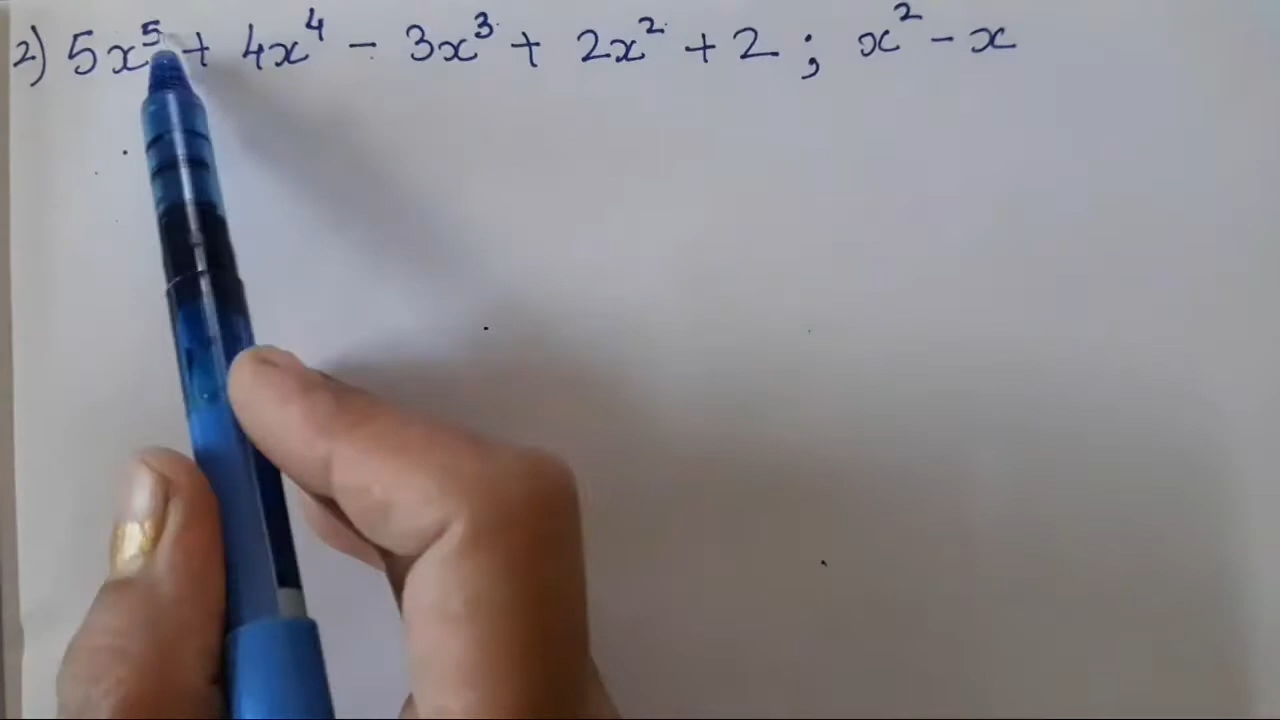 2) 5x⁵ + 4x⁴ - 3x³ + 2x² + 2 ; x² - x